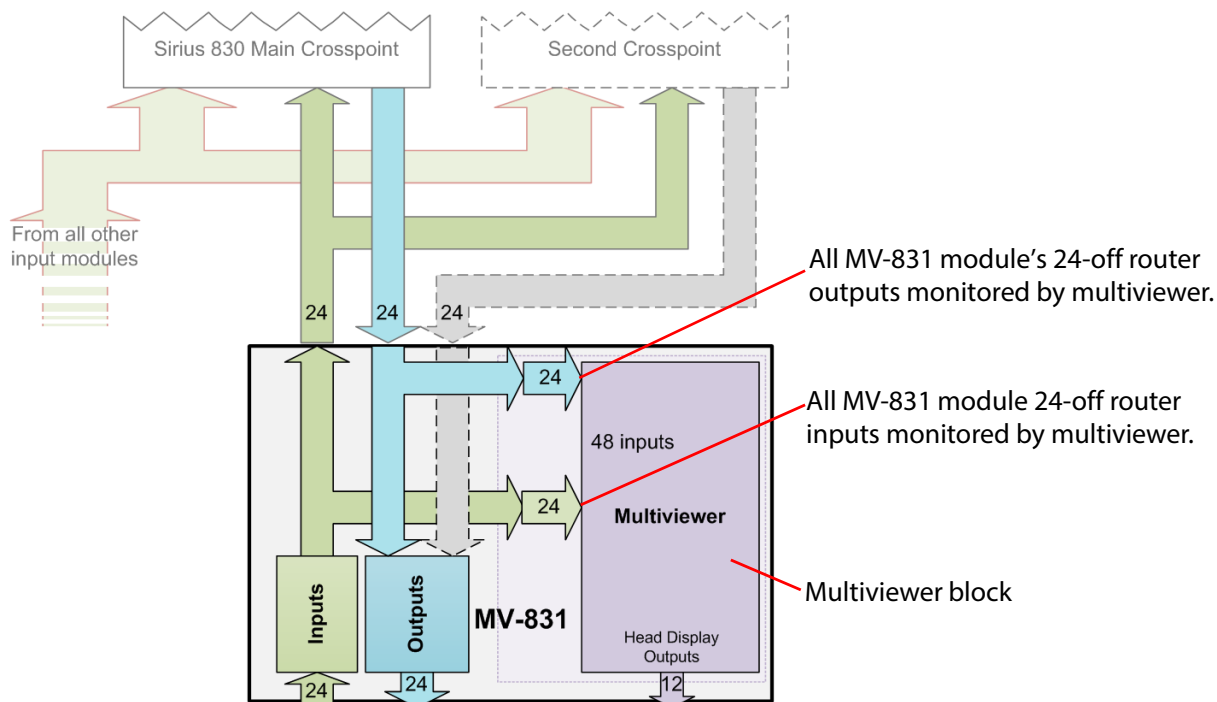 Sirius 830 Main Crosspoint
Second Crosspoint
From all other
input modules
All MV-831 module’s 24-off router
outputs monitored by multiviewer.
24
24
24
24
All MV-831 module 24-off router
inputs monitored by multiviewer.
48 inputs
24
Multiviewer
Multiviewer block
Inputs
Outputs
MV-831
Head Display
Outputs
24
24
12